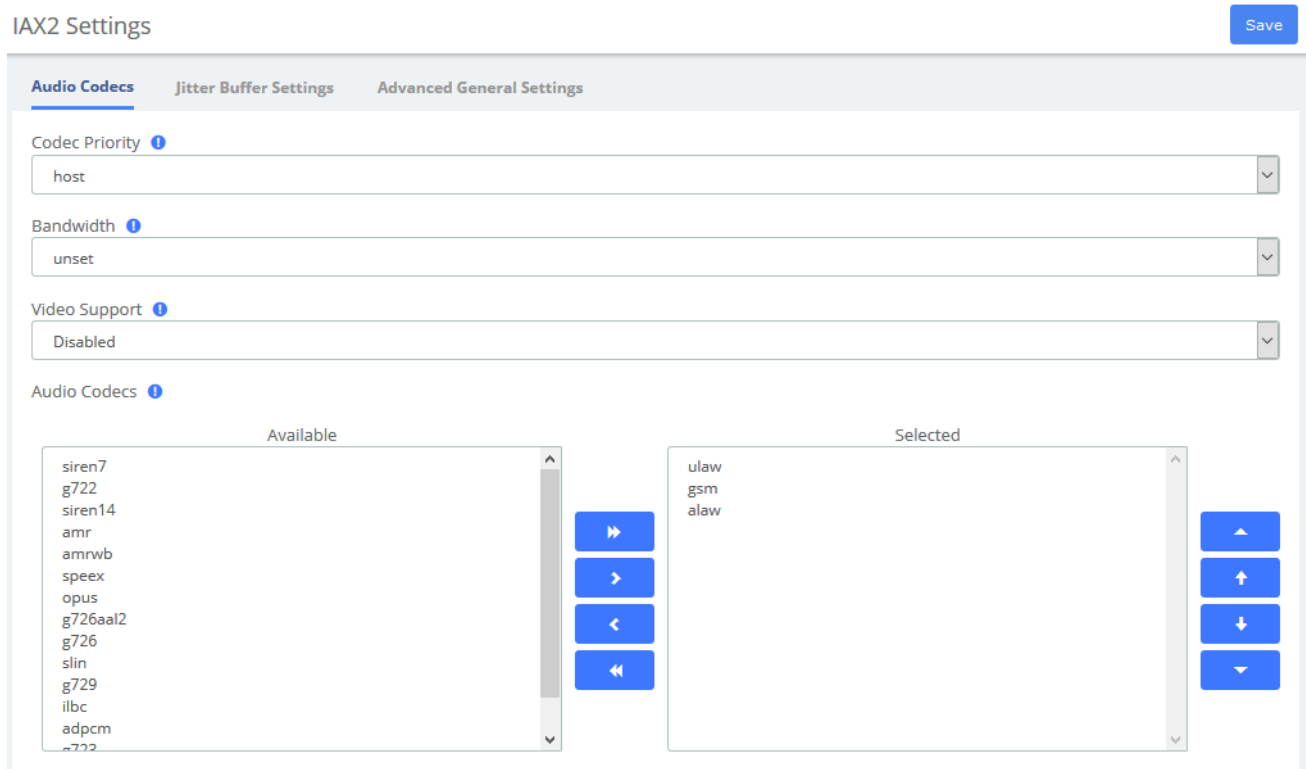 IAX2 Settings
Save
Audio Codecs Jitter Buffer Settings Advanced General Settings
Codec Priority
host
Bandwidth
unset
Video Support
Disabled
Audio Codecs
Available
siren7
g722
siren14
amr
amrwb
speex
opus
g726aal2
g726
slin
g729
ilbc
adpcm
g723
Selected
ulaw
gsm
alaw